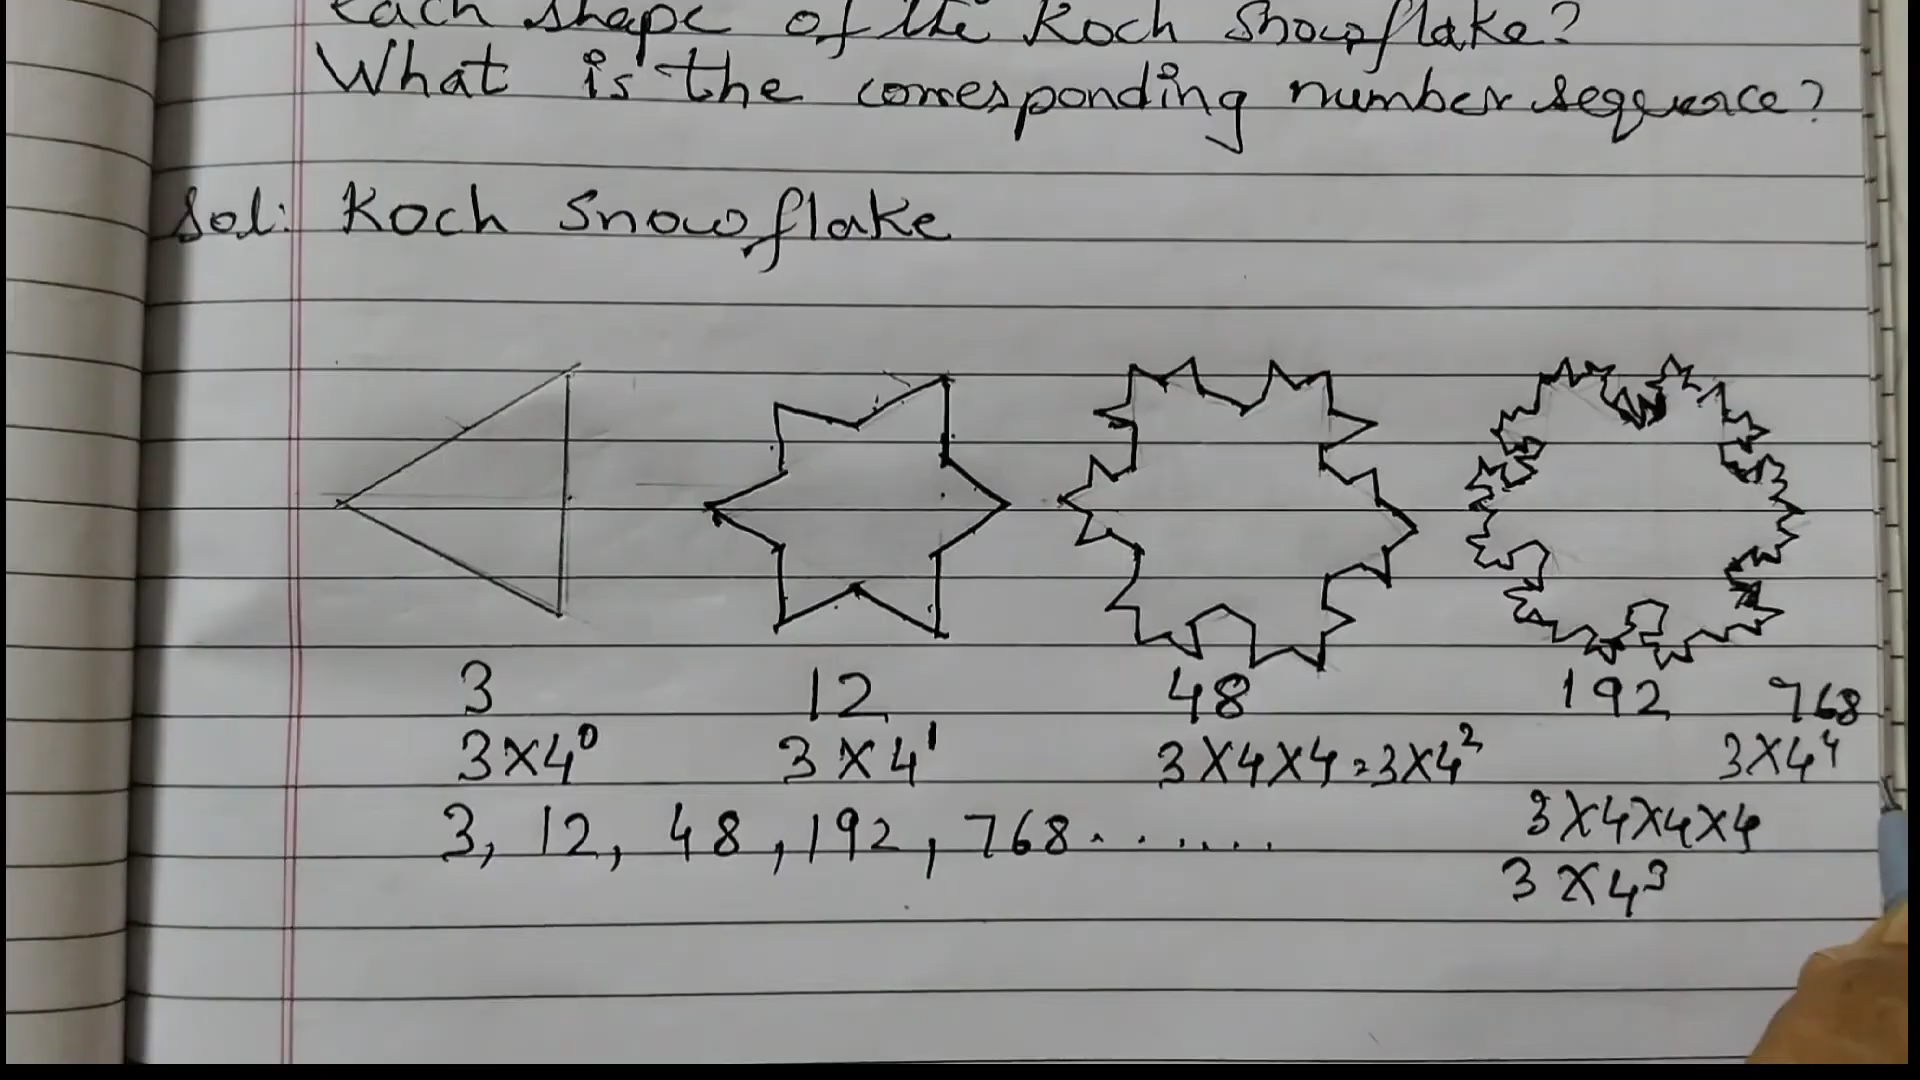 each shape of the Koch Snowflake?
What is the corresponding number sequence?
Sol: Koch Snowflake
3 12 48 192 768
3×4⁰ 3×4¹ 3×4×4=3×4² 3×4⁴
3, 12, 48, 192, 768.......
3×4×4×4
3×4³